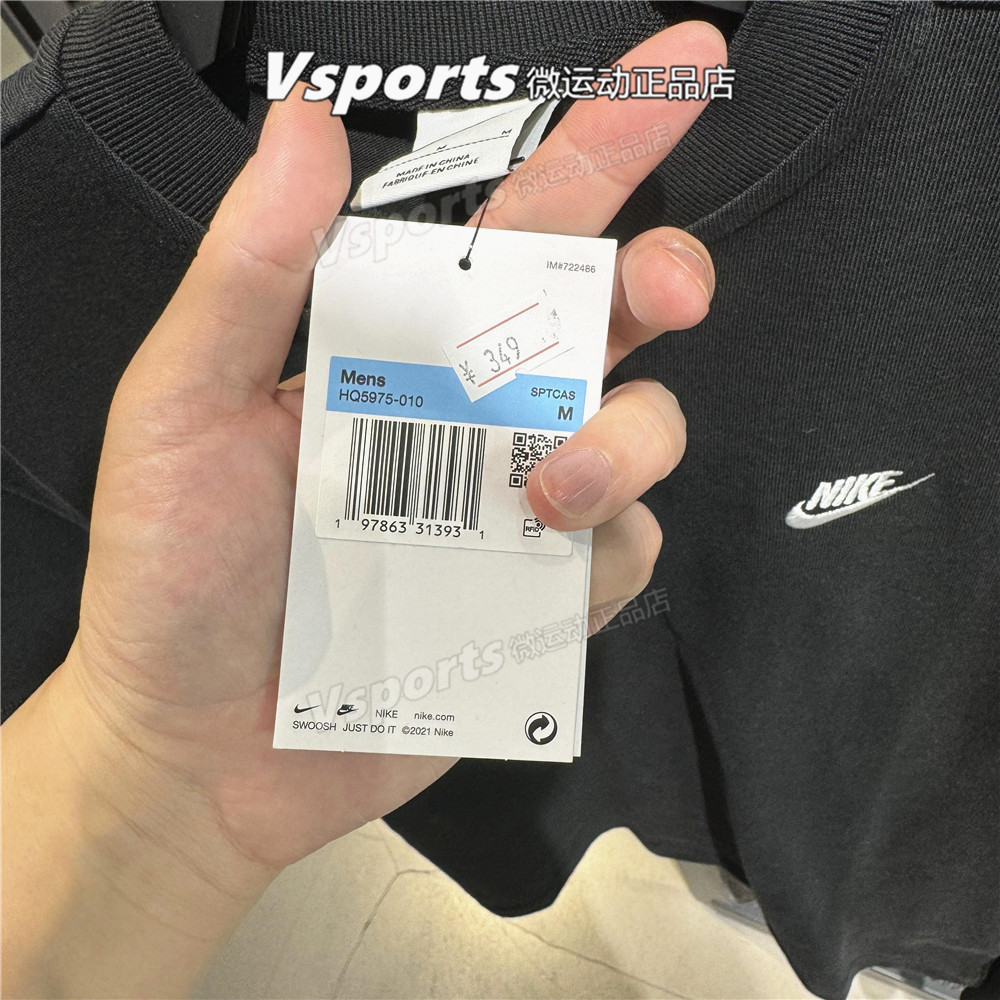 Vsports 微运动正品店
M
M
MADE IN CHINA
FABRIQUE EN CHINE
Vsports 微运动正品店
IM#722486
¥ 349
Mens
SPTCAS
HQ5975-010
M
NIKE
1 97863 31393 1
RFID
Vsports 微运动正品店
NIKE nike.com
SWOOSH JUST DO IT ©2021 Nike